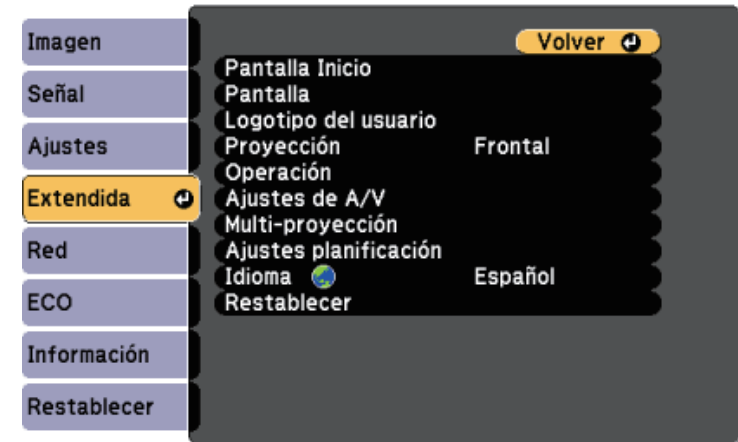 Imagen
Señal
Ajustes
Extendida
Red
ECO
Información
Restablecer
Volver
Pantalla Inicio
Pantalla
Logotipo del usuario
Proyección Frontal
Operación
Ajustes de A/V
Multi-proyección
Ajustes planificación
Idioma Español
Restablecer